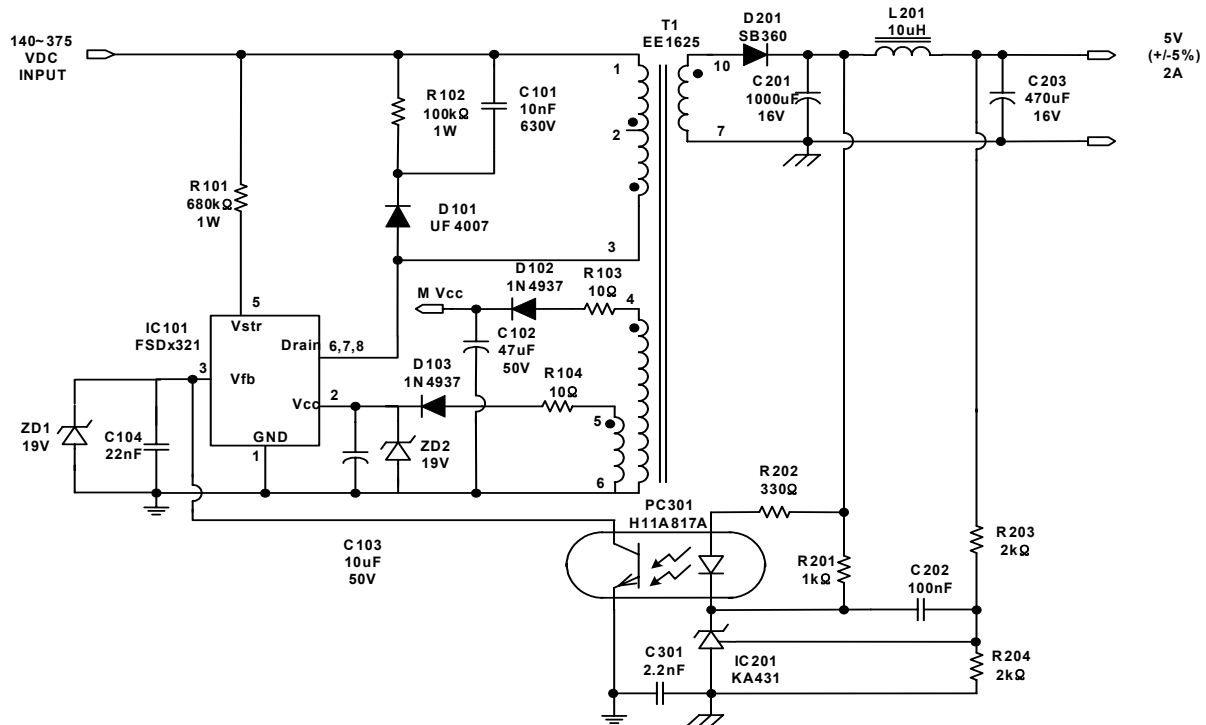 140~375
VDC
INPUT
R102
100kΩ
1W
C101
10nF
630V
T1
EE1625
1
2
3
10
7
D201
SB360
C201
1000uF
16V
L201
10uH
C203
470uF
16V
5V
(+/-5%)
2A
R101
680kΩ
1W
D101
UF4007
IC101
FSDx321
5
Vstr
Drain
6,7,8
3
Vfb
Vcc
2
GND
1
M Vcc
D102
1N4937
R103
10Ω
4
C102
47uF
50V
D103
1N4937
R104
10Ω
5
6
ZD1
19V
C104
22nF
ZD2
19V
C103
10uF
50V
PC301
H11A817A
R202
330Ω
R201
1kΩ
C202
100nF
R203
2kΩ
C301
2.2nF
IC201
KA431
R204
2kΩ